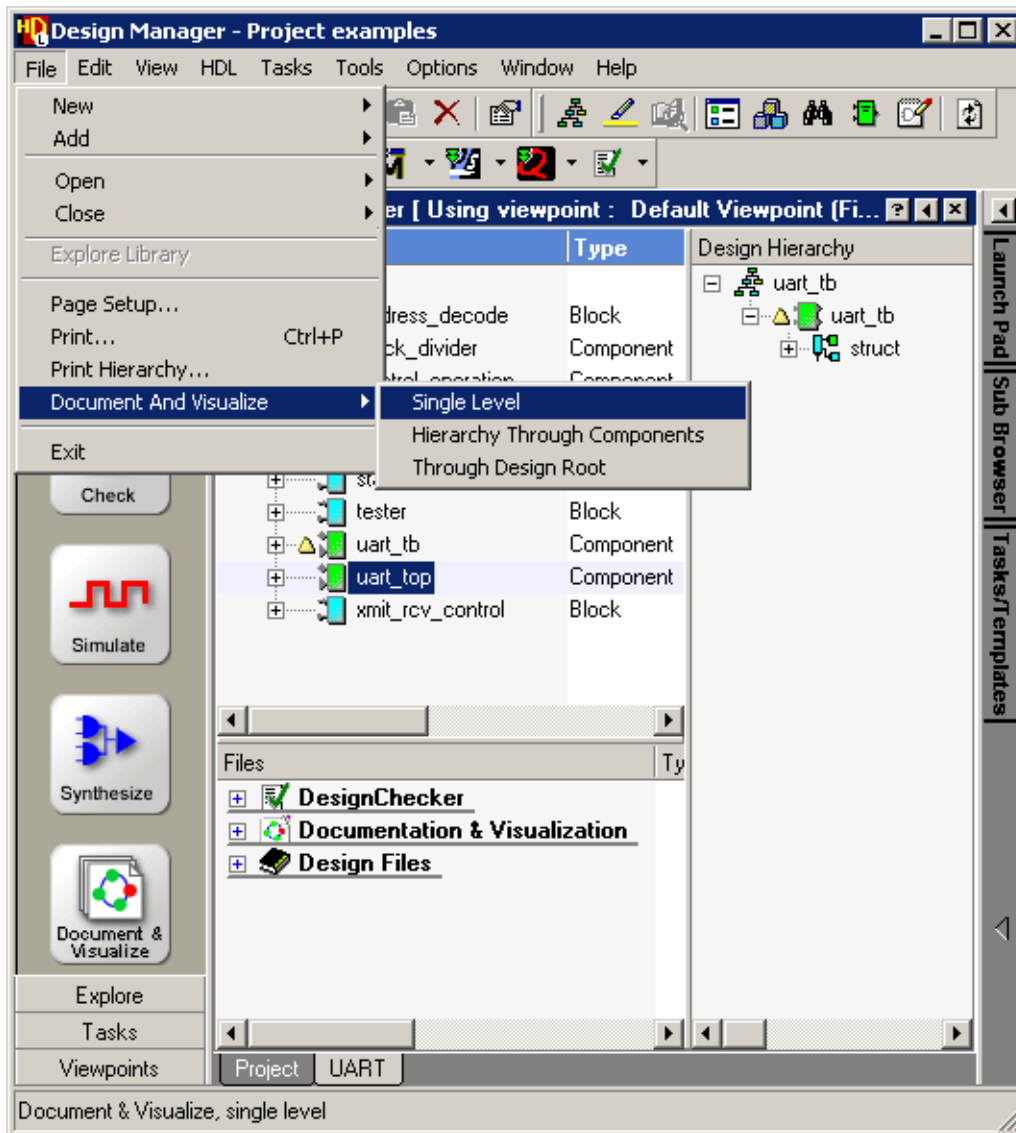 Design Manager - Project examples
File Edit View HDL Tasks Tools Options Window Help
New
Add
Open
Close
Explore Library
Page Setup...
Print... Ctrl+P
Print Hierarchy...
Document And Visualize
Exit
Single Level
Hierarchy Through Components
Through Design Root
[ Using viewpoint : Default Viewpoint (Fi...
Type
Block
Component
tester Block
uart_tb Component
uart_top Component
xmit_rcv_control Block
Design Hierarchy
uart_tb
uart_tb
struct
Launch Pad
Sub Browser
Tasks/Templates
Check
Simulate
Synthesize
Document &
Visualize
Explore
Tasks
Viewpoints
Files
DesignChecker
Documentation & Visualization
Design Files
Project UART
Document & Visualize, single level